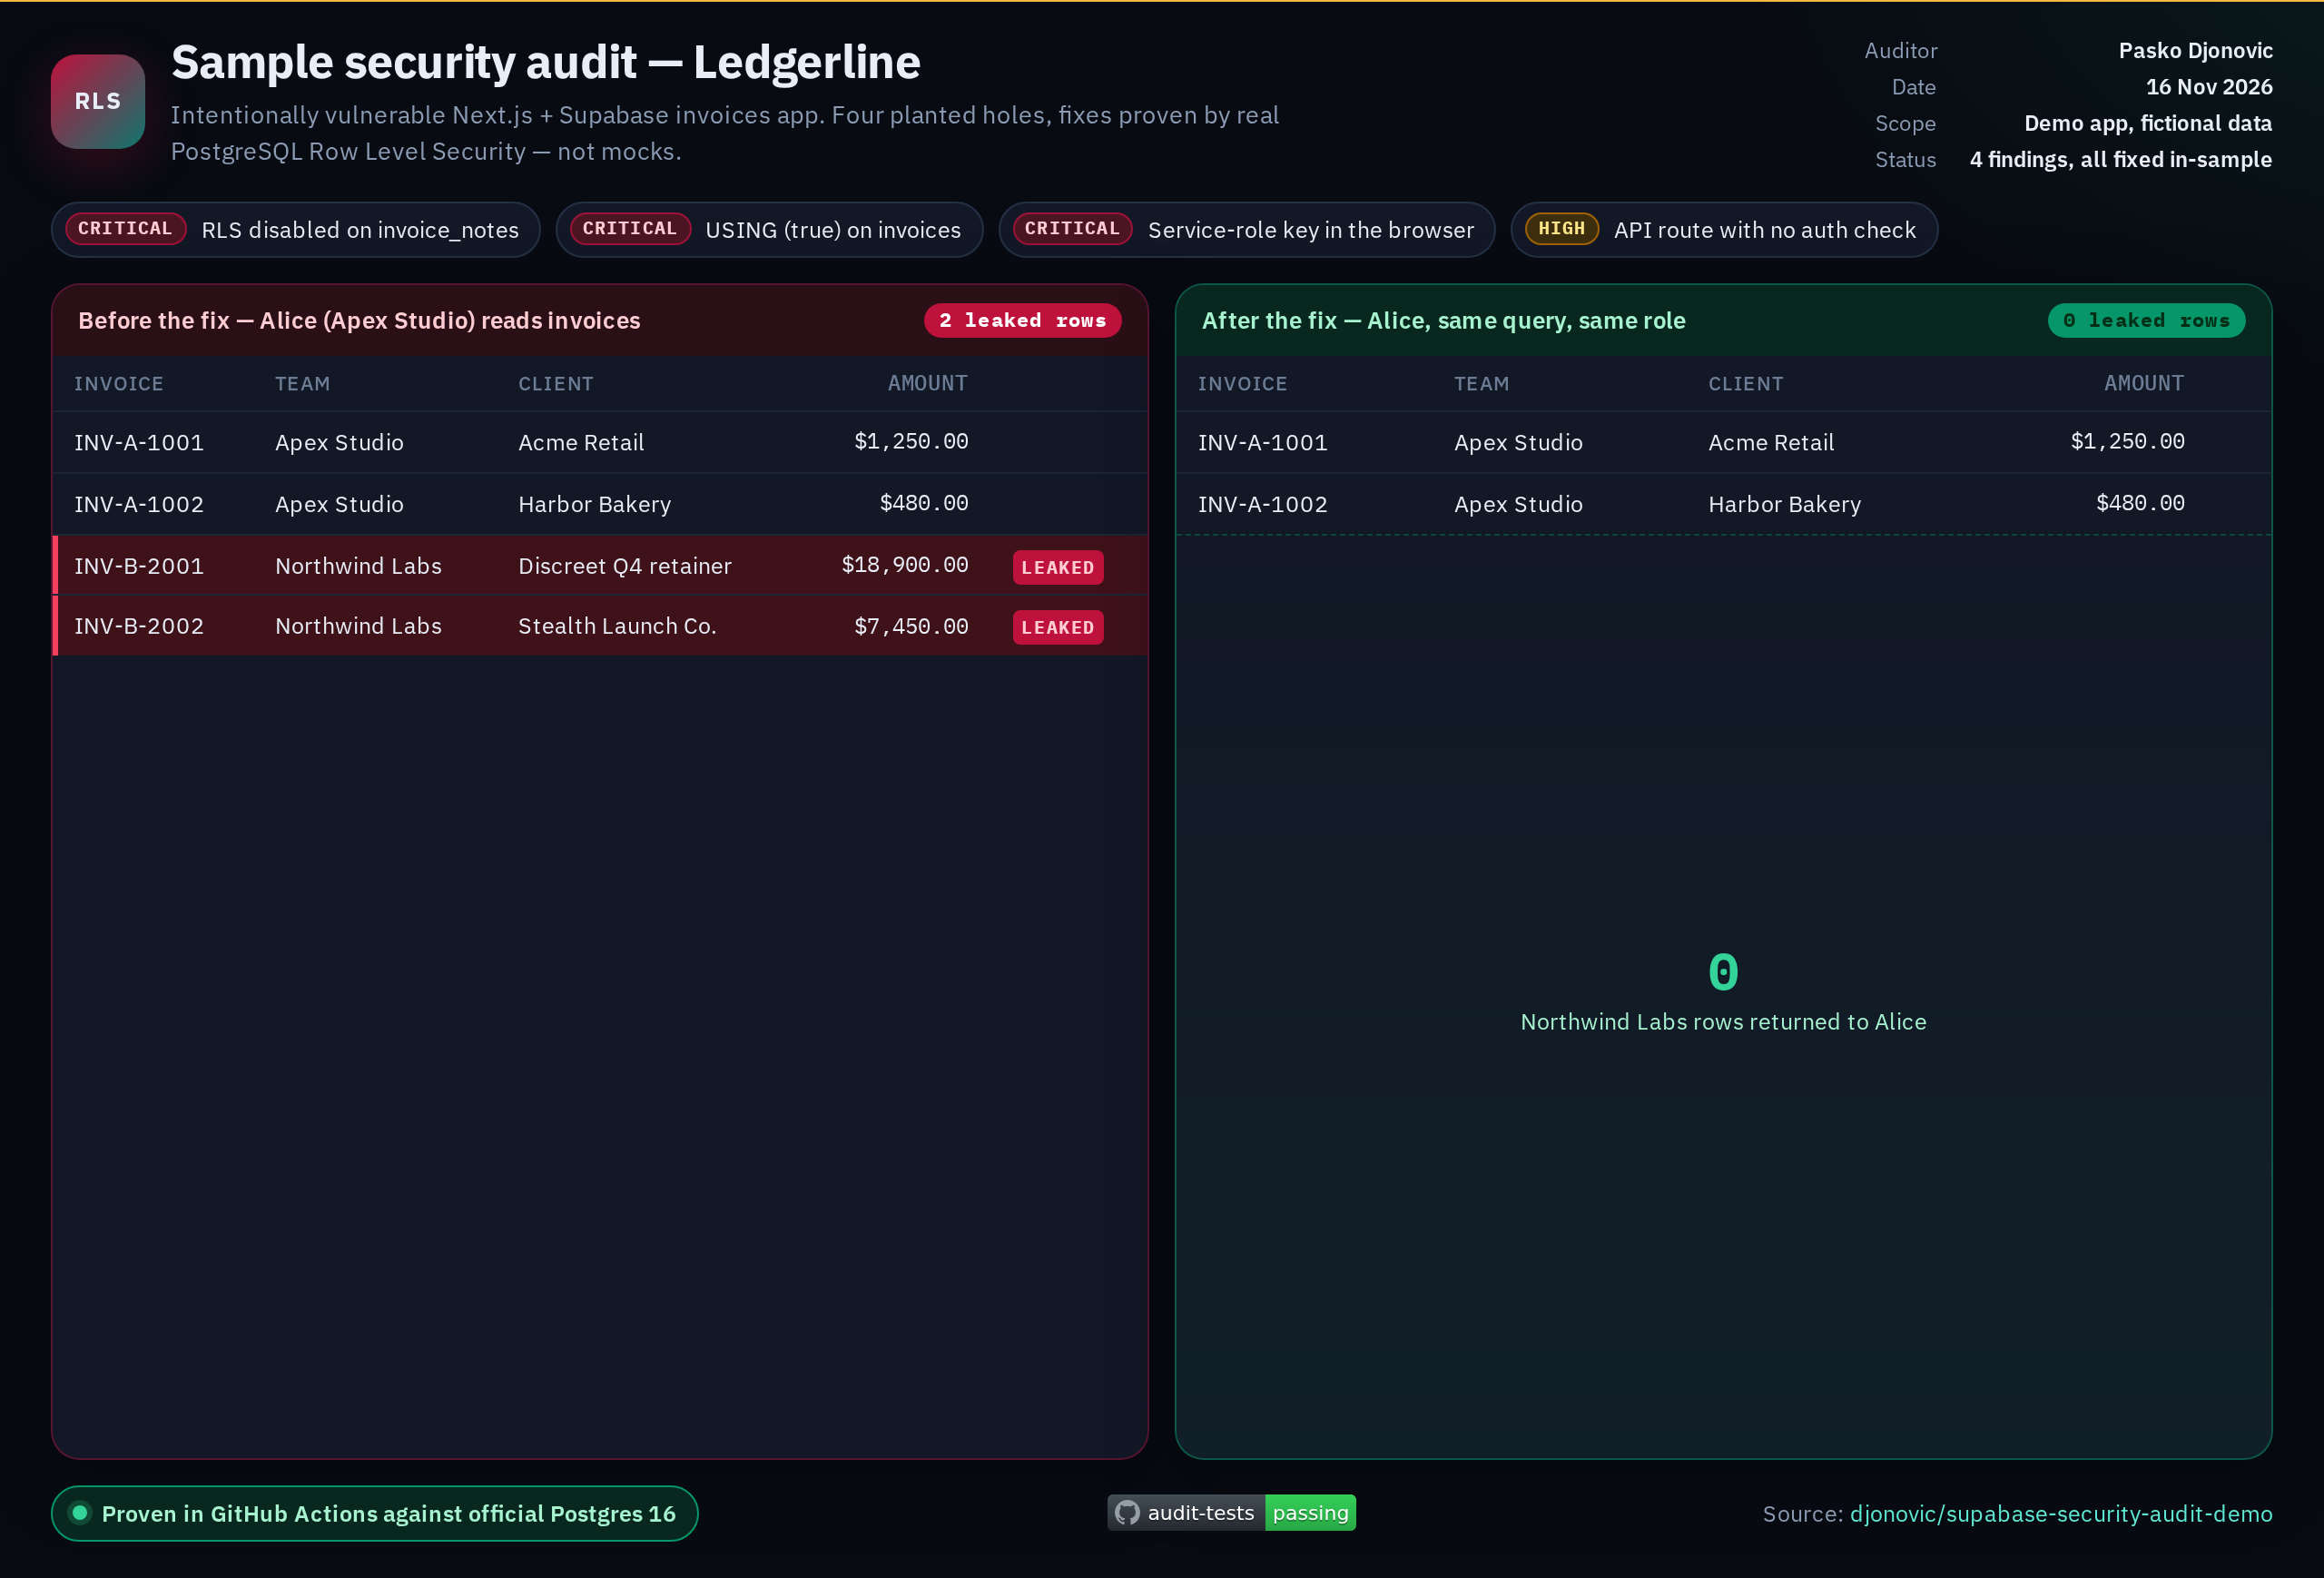 RLS
Sample security audit — Ledgerline
Intentionally vulnerable Next.js + Supabase invoices app. Four planted holes, fixes proven by real
PostgreSQL Row Level Security — not mocks.
Auditor Pasko Djonovic
Date 16 Nov 2026
Scope Demo app, fictional data
Status 4 findings, all fixed in-sample
CRITICAL RLS disabled on invoice_notes
CRITICAL USING (true) on invoices
CRITICAL Service-role key in the browser
HIGH API route with no auth check
Before the fix — Alice (Apex Studio) reads invoices 2 leaked rows
INVOICE TEAM CLIENT AMOUNT
INV-A-1001 Apex Studio Acme Retail $1,250.00
INV-A-1002 Apex Studio Harbor Bakery $480.00
INV-B-2001 Northwind Labs Discreet Q4 retainer $18,900.00 LEAKED
INV-B-2002 Northwind Labs Stealth Launch Co. $7,450.00 LEAKED
After the fix — Alice, same query, same role 0 leaked rows
INVOICE TEAM CLIENT AMOUNT
INV-A-1001 Apex Studio Acme Retail $1,250.00
INV-A-1002 Apex Studio Harbor Bakery $480.00
0
Northwind Labs rows returned to Alice
Proven in GitHub Actions against official Postgres 16
audit-tests passing
Source: djonovic/supabase-security-audit-demo